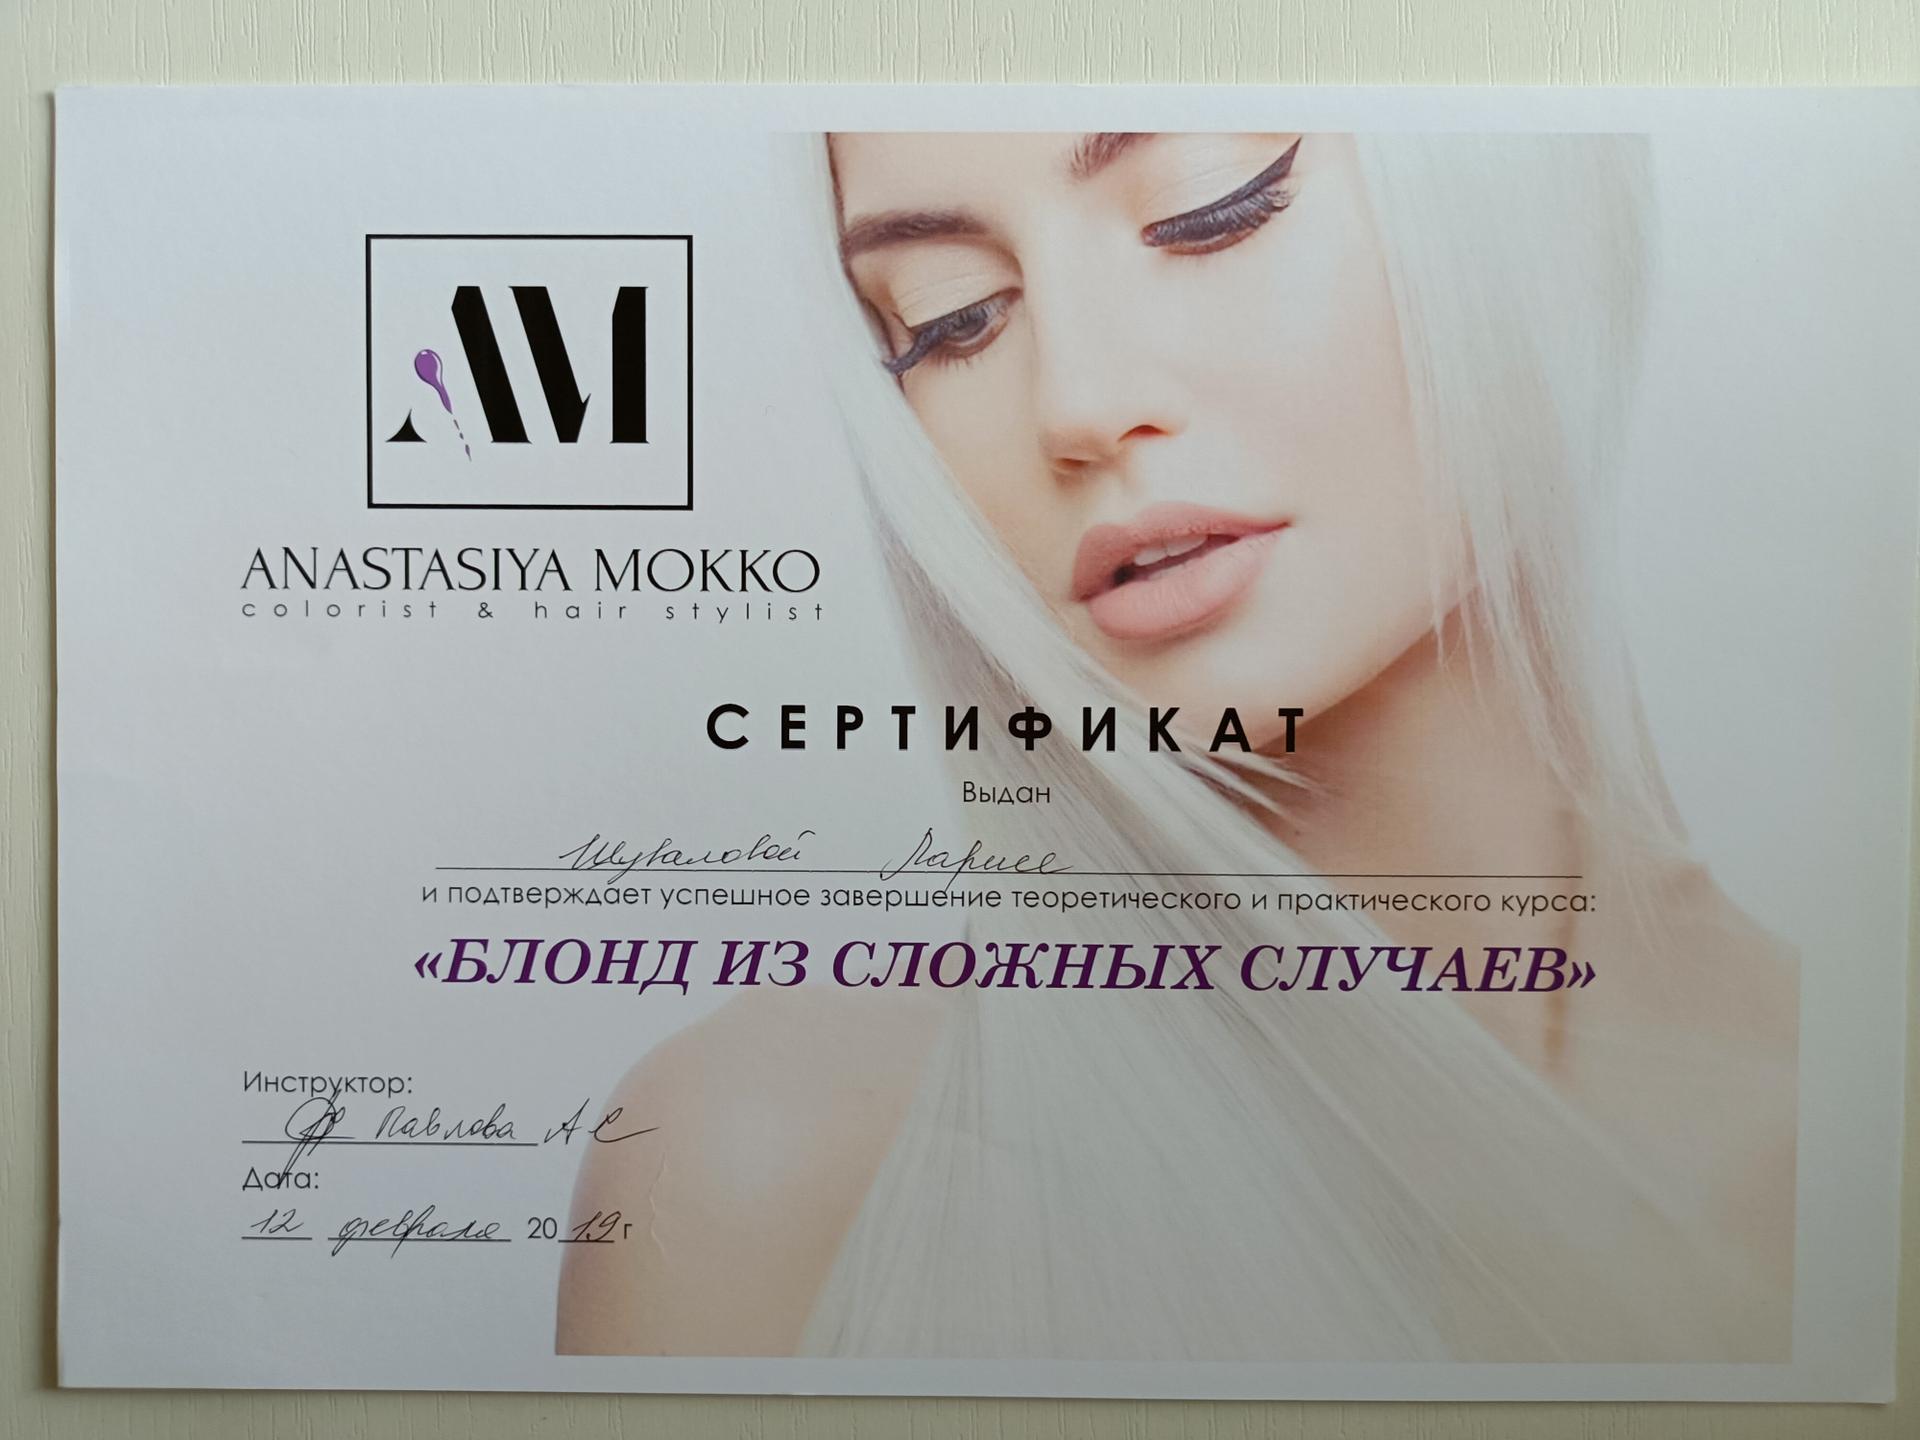 AM
ANASTASIYA MOKKO
colorist & hair stylist
СЕРТИФИКАТ
Выдан
Шуваловой Ларисе
и подтверждает успешное завершение теоретического и практического курса:
«БЛОНД ИЗ СЛОЖНЫХ СЛУЧАЕВ»
Инструктор:
Павлова А С
Дата:
12 февраля 2019 г